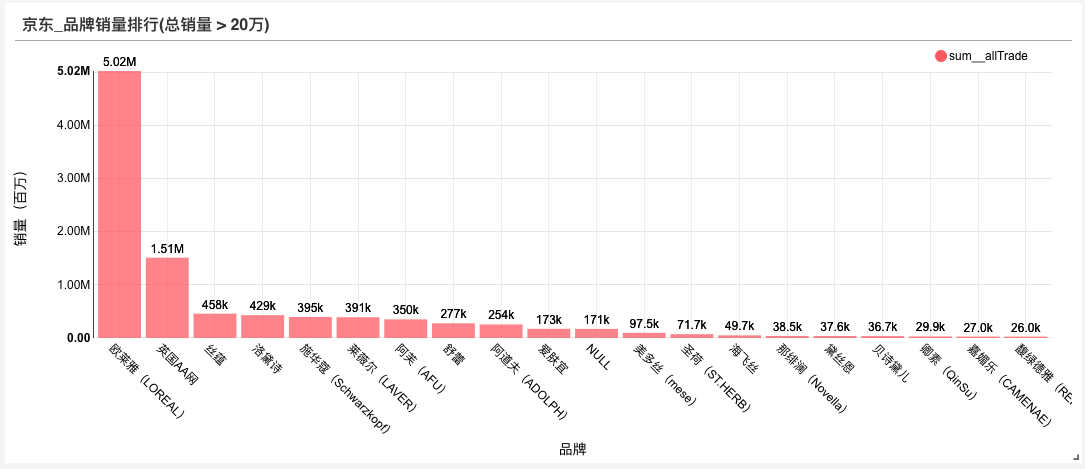 京东_品牌销量排行(总销量 > 20万)
sum__allTrade
销量（百万）
5.02M
4.00M
3.00M
2.00M
1.00M
0.00
5.02M
1.51M
458k
429k
395k
391k
350k
277k
254k
173k
171k
97.5k
71.7k
49.7k
38.5k
37.6k
36.7k
29.9k
27.0k
26.0k
欧莱雅（LOREAL）
英国AA网
丝蕴
洛黛诗
施华蔻（Schwarzkopf）
莱薇尔（LAVER）
阿芙（AFU）
舒蕾
阿道夫（ADOLPH）
爱肤宜
NULL
美多丝（mese）
圣荷（ST.HERB）
海飞丝
那绯澜（Novella）
黛丝恩
贝诗黛儿
卿素（QinSu）
嘉媚乐（CAMENAE）
馥绿德雅（RE
品牌